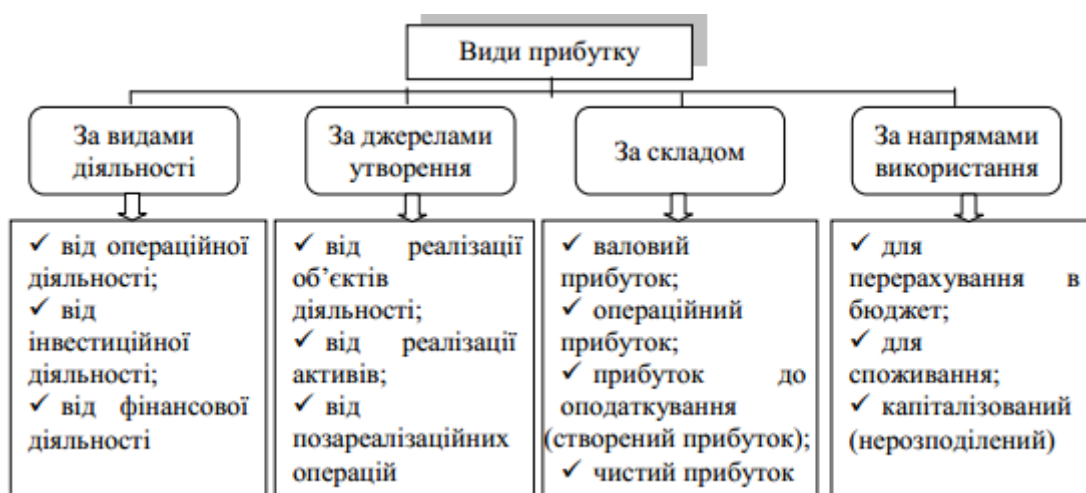 Види прибутку
За видами
діяльності
За джерелами
утворення
За складом
За напрямами
використання
✓ від операційної
діяльності;
✓ від
інвестиційної
діяльності;
✓ від фінансової
діяльності
✓ від реалізації
об’єктів
діяльності;
✓ від реалізації
активів;
✓ від
позареалізаційних
операцій
✓ валовий
прибуток;
✓ операційний
прибуток;
✓ прибуток до
оподаткування
(створений прибуток);
✓ чистий прибуток
✓ для
перерахування в
бюджет;
✓ для
споживання;
✓ капіталізований
(нерозподілений)